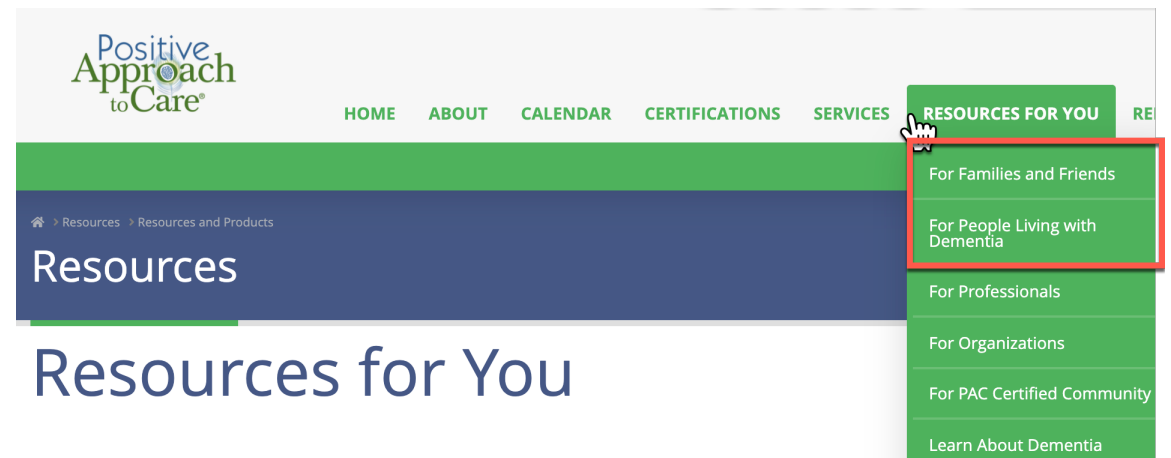 Positive
Approach
to Care®
HOME ABOUT CALENDAR CERTIFICATIONS SERVICES RESOURCES FOR YOU
For Families and Friends
For People Living with
Dementia
For Professionals
For Organizations
For PAC Certified Community
Learn About Dementia
> Resources > Resources and Products
Resources
Resources for You